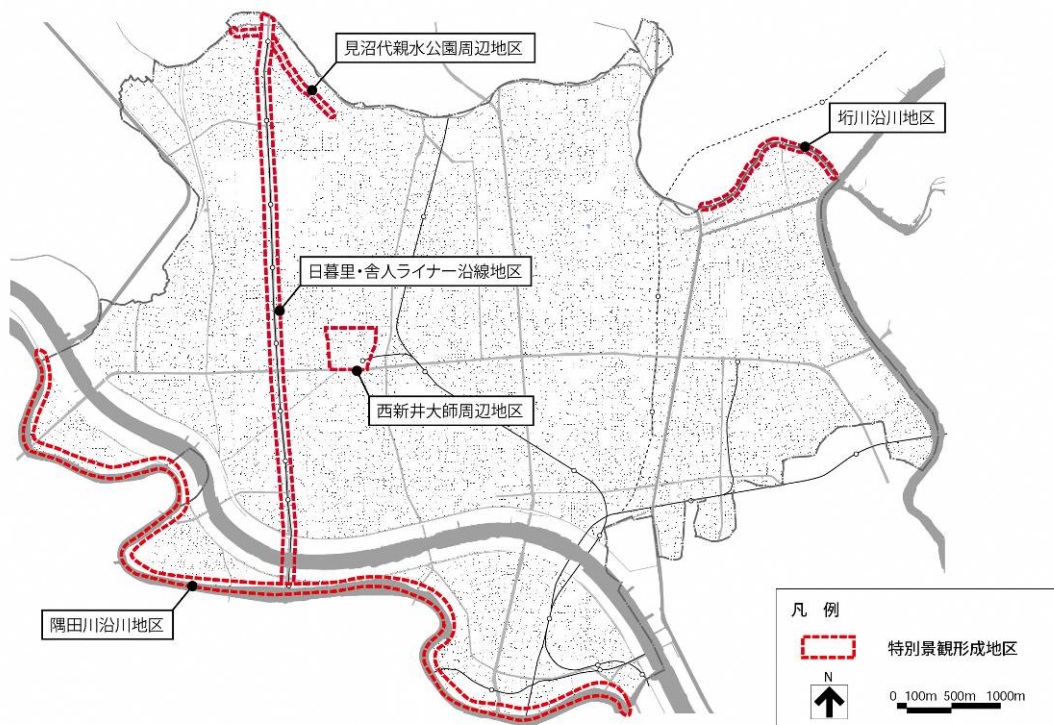 見沼代親水公園周辺地区
垳川沿川地区
日暮里・舎人ライナー沿線地区
西新井大師周辺地区
隅田川沿川地区
凡 例
特別景観形成地区
N
0 100m 500m 1000m